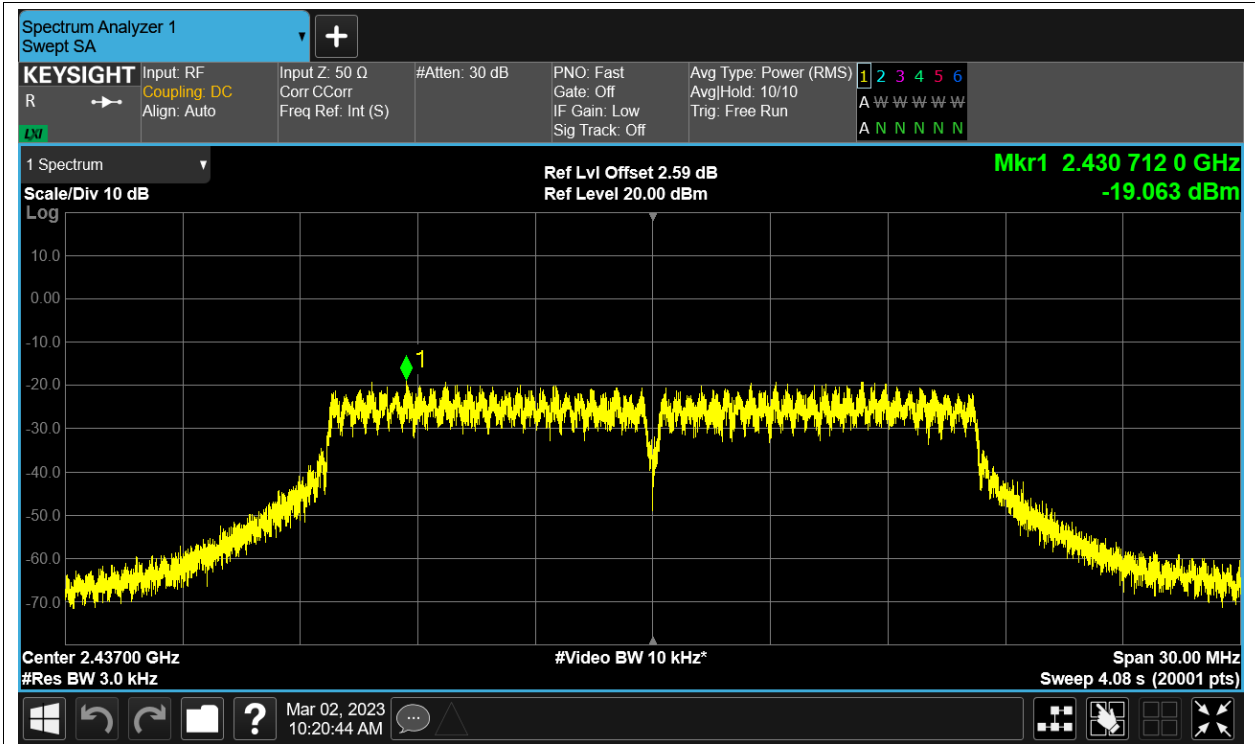 Spectrum Analyzer 1
Swept SA
+
KEYSIGHT
R
LXI
Input: RF
Coupling: DC
Align: Auto
Input Z: 50 Ω
Corr CCorr
Freq Ref: Int (S)
#Atten: 30 dB
PNO: Fast
Gate: Off
IF Gain: Low
Sig Track: Off
Avg Type: Power (RMS)
Avg|Hold: 10/10
Trig: Free Run
1 2 3 4 5 6
A W W W W W
A N N N N N
1 Spectrum
Scale/Div 10 dB
Log
Ref Lvl Offset 2.59 dB
Ref Level 20.00 dBm
Mkr1 2.430 712 0 GHz
-19.063 dBm
10.0
0.00
-10.0
-20.0
-30.0
-40.0
-50.0
-60.0
-70.0
1
Center 2.43700 GHz
#Res BW 3.0 kHz
#Video BW 10 kHz*
Span 30.00 MHz
Sweep 4.08 s (20001 pts)
?
Mar 02, 2023
10:20:44 AM